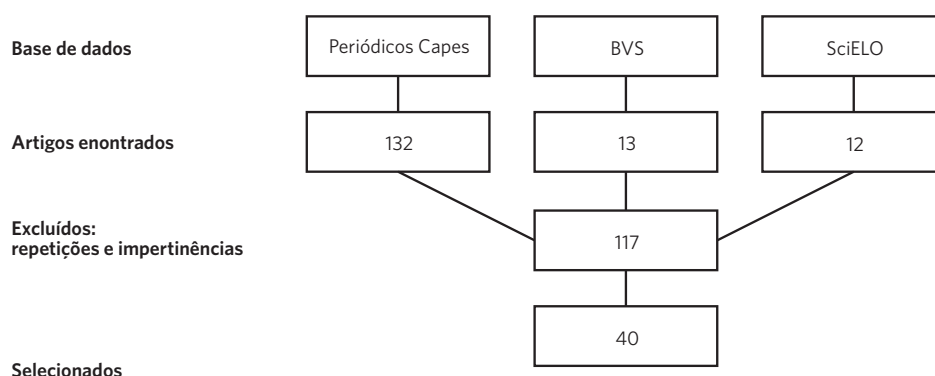 Base de dados
Periódicos Capes
BVS
SciELO
Artigos enontrados
132
13
12
Excluídos:
repetições e impertinências
117
40
Selecionados